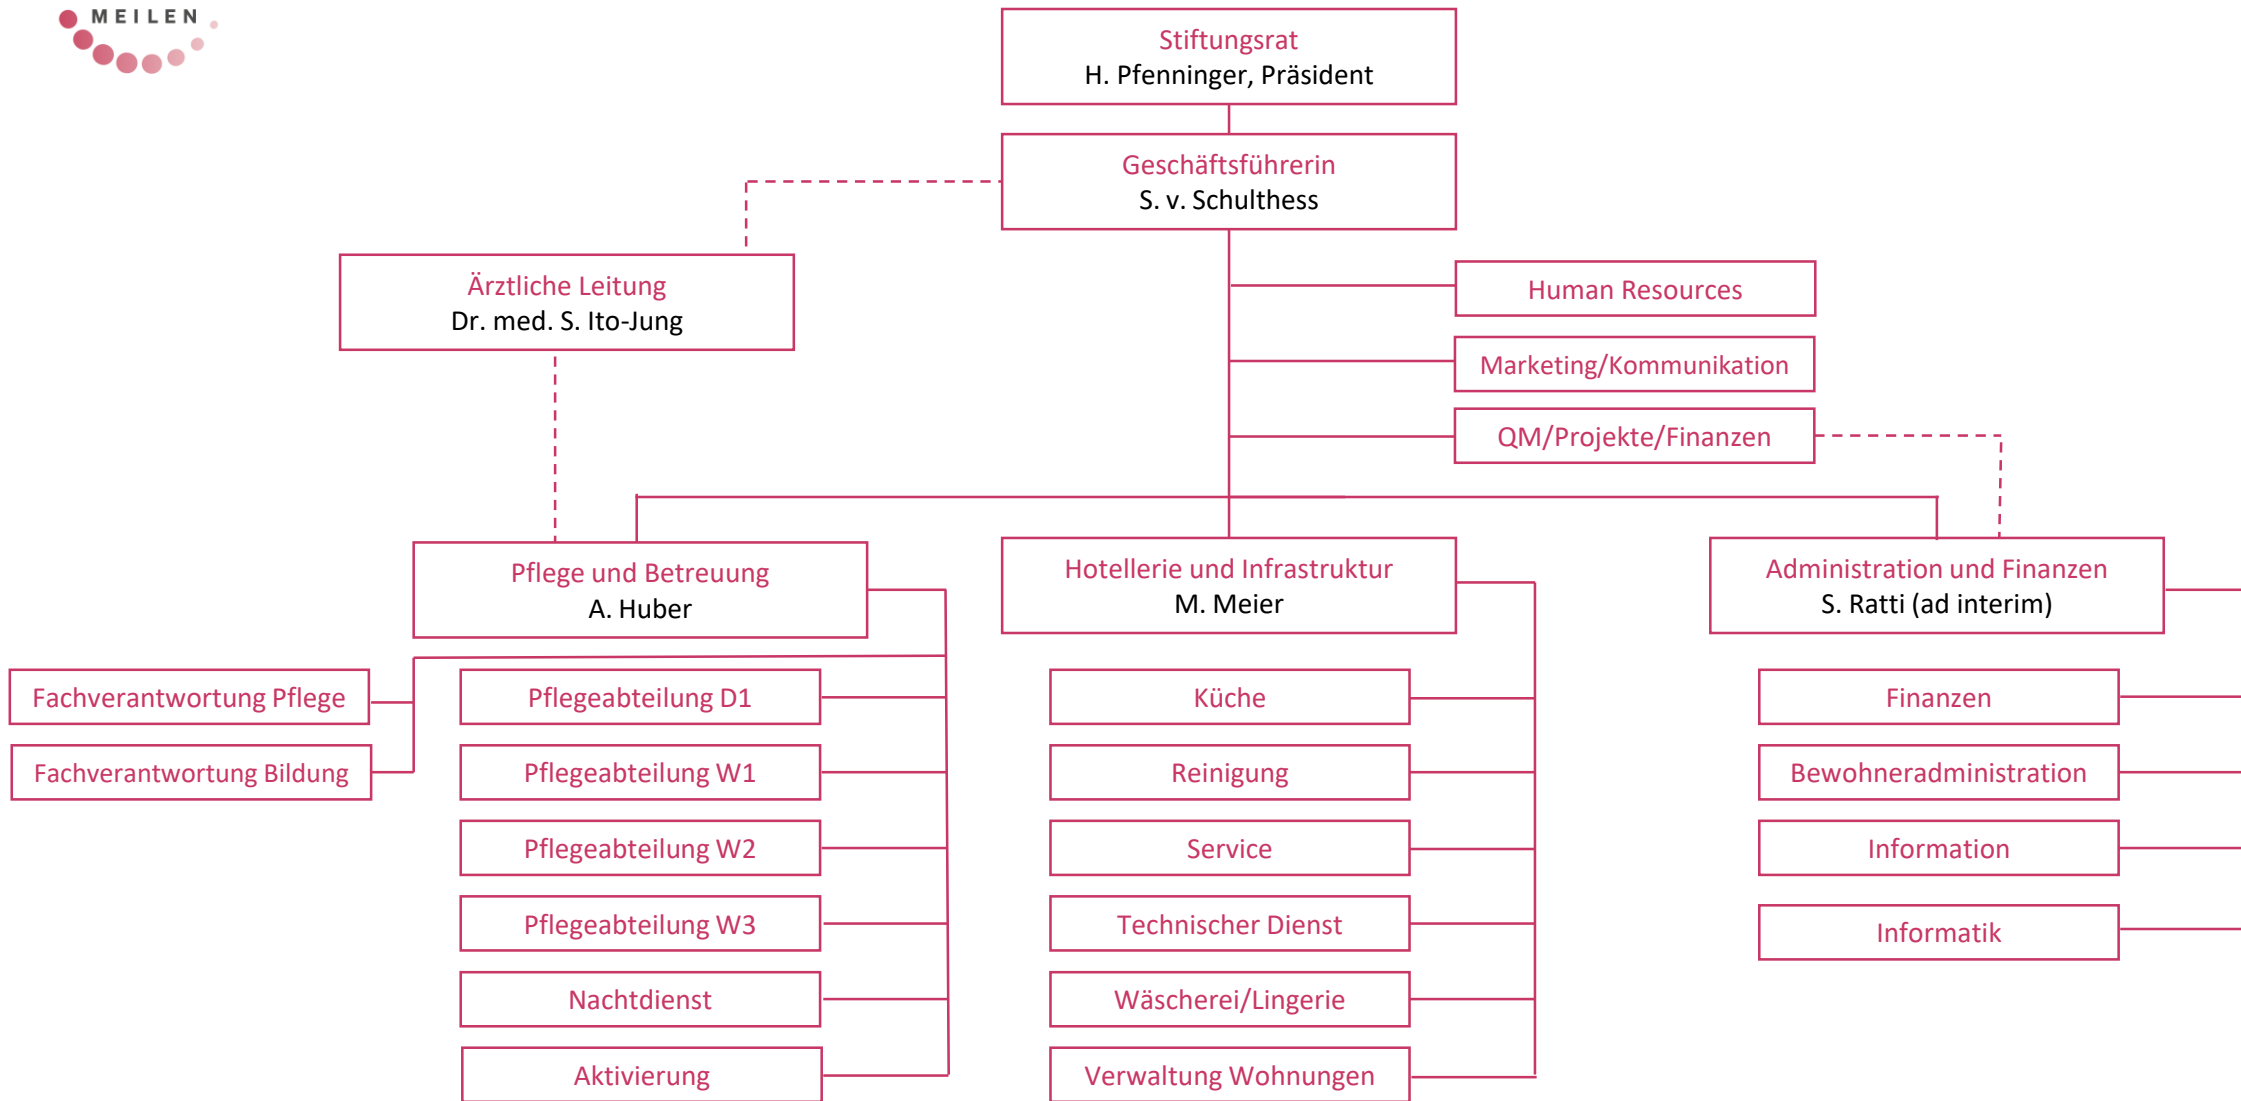 MEILEN
Stiftungsrat
H. Pfenninger, Präsident
Geschäftsführerin
S. v. Schulthess
Ärztliche Leitung
Dr. med. S. Ito-Jung
Human Resources
Marketing/Kommunikation
QM/Projekte/Finanzen
Pflege und Betreuung
A. Huber
Hotellerie und Infrastruktur
M. Meier
Administration und Finanzen
S. Ratti (ad interim)
Fachverantwortung Pflege
Fachverantwortung Bildung
Pflegeabteilung D1
Pflegeabteilung W1
Pflegeabteilung W2
Pflegeabteilung W3
Nachtdienst
Aktivierung
Küche
Reinigung
Service
Technischer Dienst
Wäscherei/Lingerie
Verwaltung Wohnungen
Finanzen
Bewohneradministration
Information
Informatik